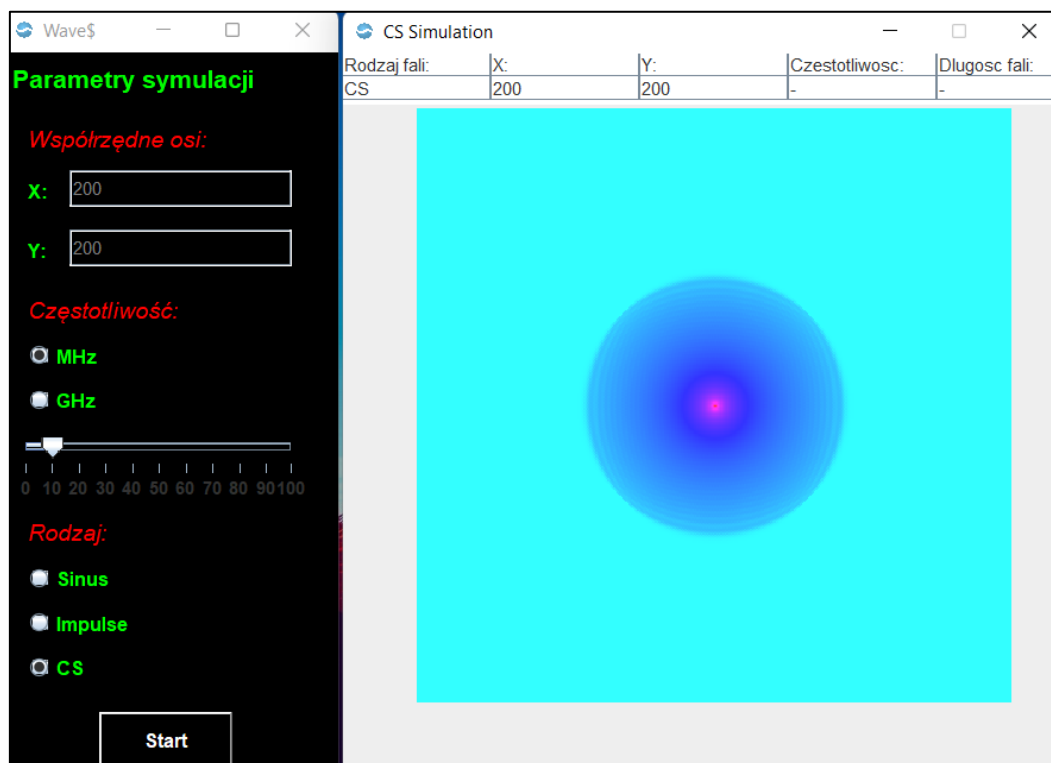 Wave$
Parametry symulacji
Współrzędne osi:
X: 200
Y: 200
Częstotliwość:
MHz
GHz
0 10 20 30 40 50 60 70 80 90 100
Rodzaj:
Sinus
Impulse
CS
Start
CS Simulation
Rodzaj fali: X: Y: Czestotliwosc: Dlugosc fali:
CS 200 200 - -